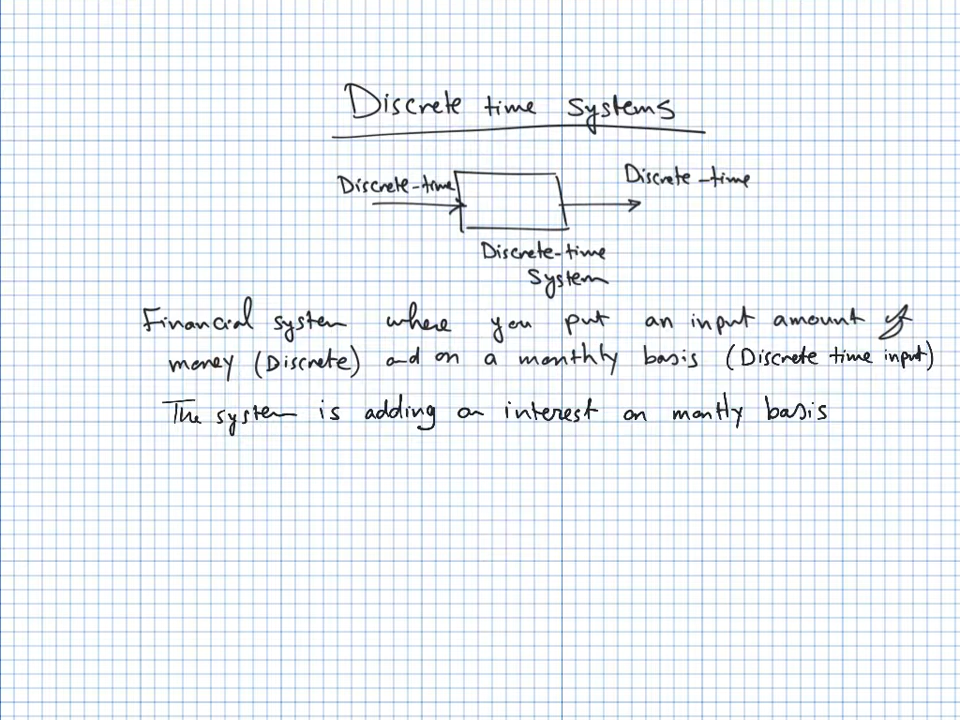 Discrete time systems
Discrete-time
Discrete-time
Discrete-time
System
Financial system where you put an input amount of
money (Discrete) and on a monthly basis (Discrete time input)
The system is adding an interest on montly basis